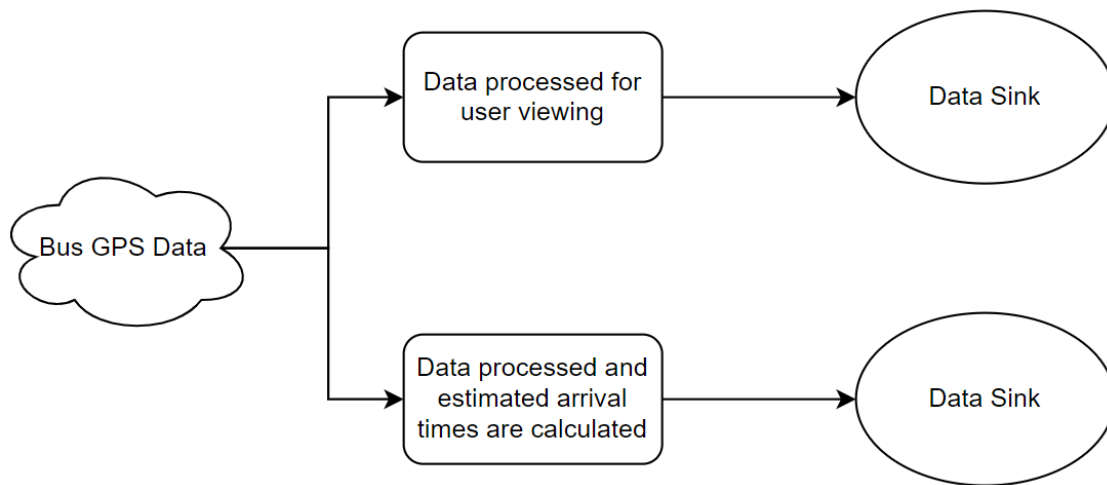 Data processed for
user viewing
Data Sink
Bus GPS Data
Data processed and
estimated arrival
times are calculated
Data Sink